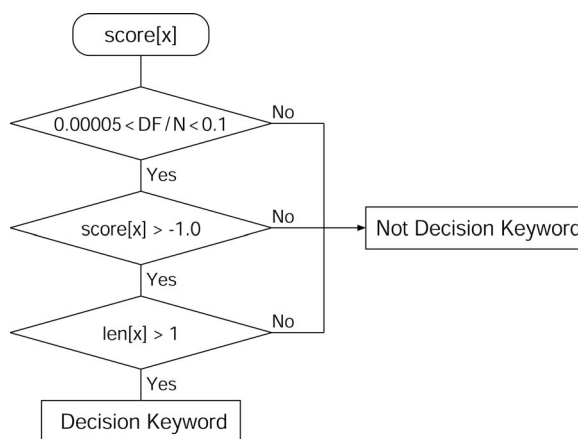 score[x]
0.00005 < DF / N < 0.1
No
Yes
score[x] > -1.0
No
Not Decision Keyword
Yes
len[x] > 1
No
Yes
Decision Keyword